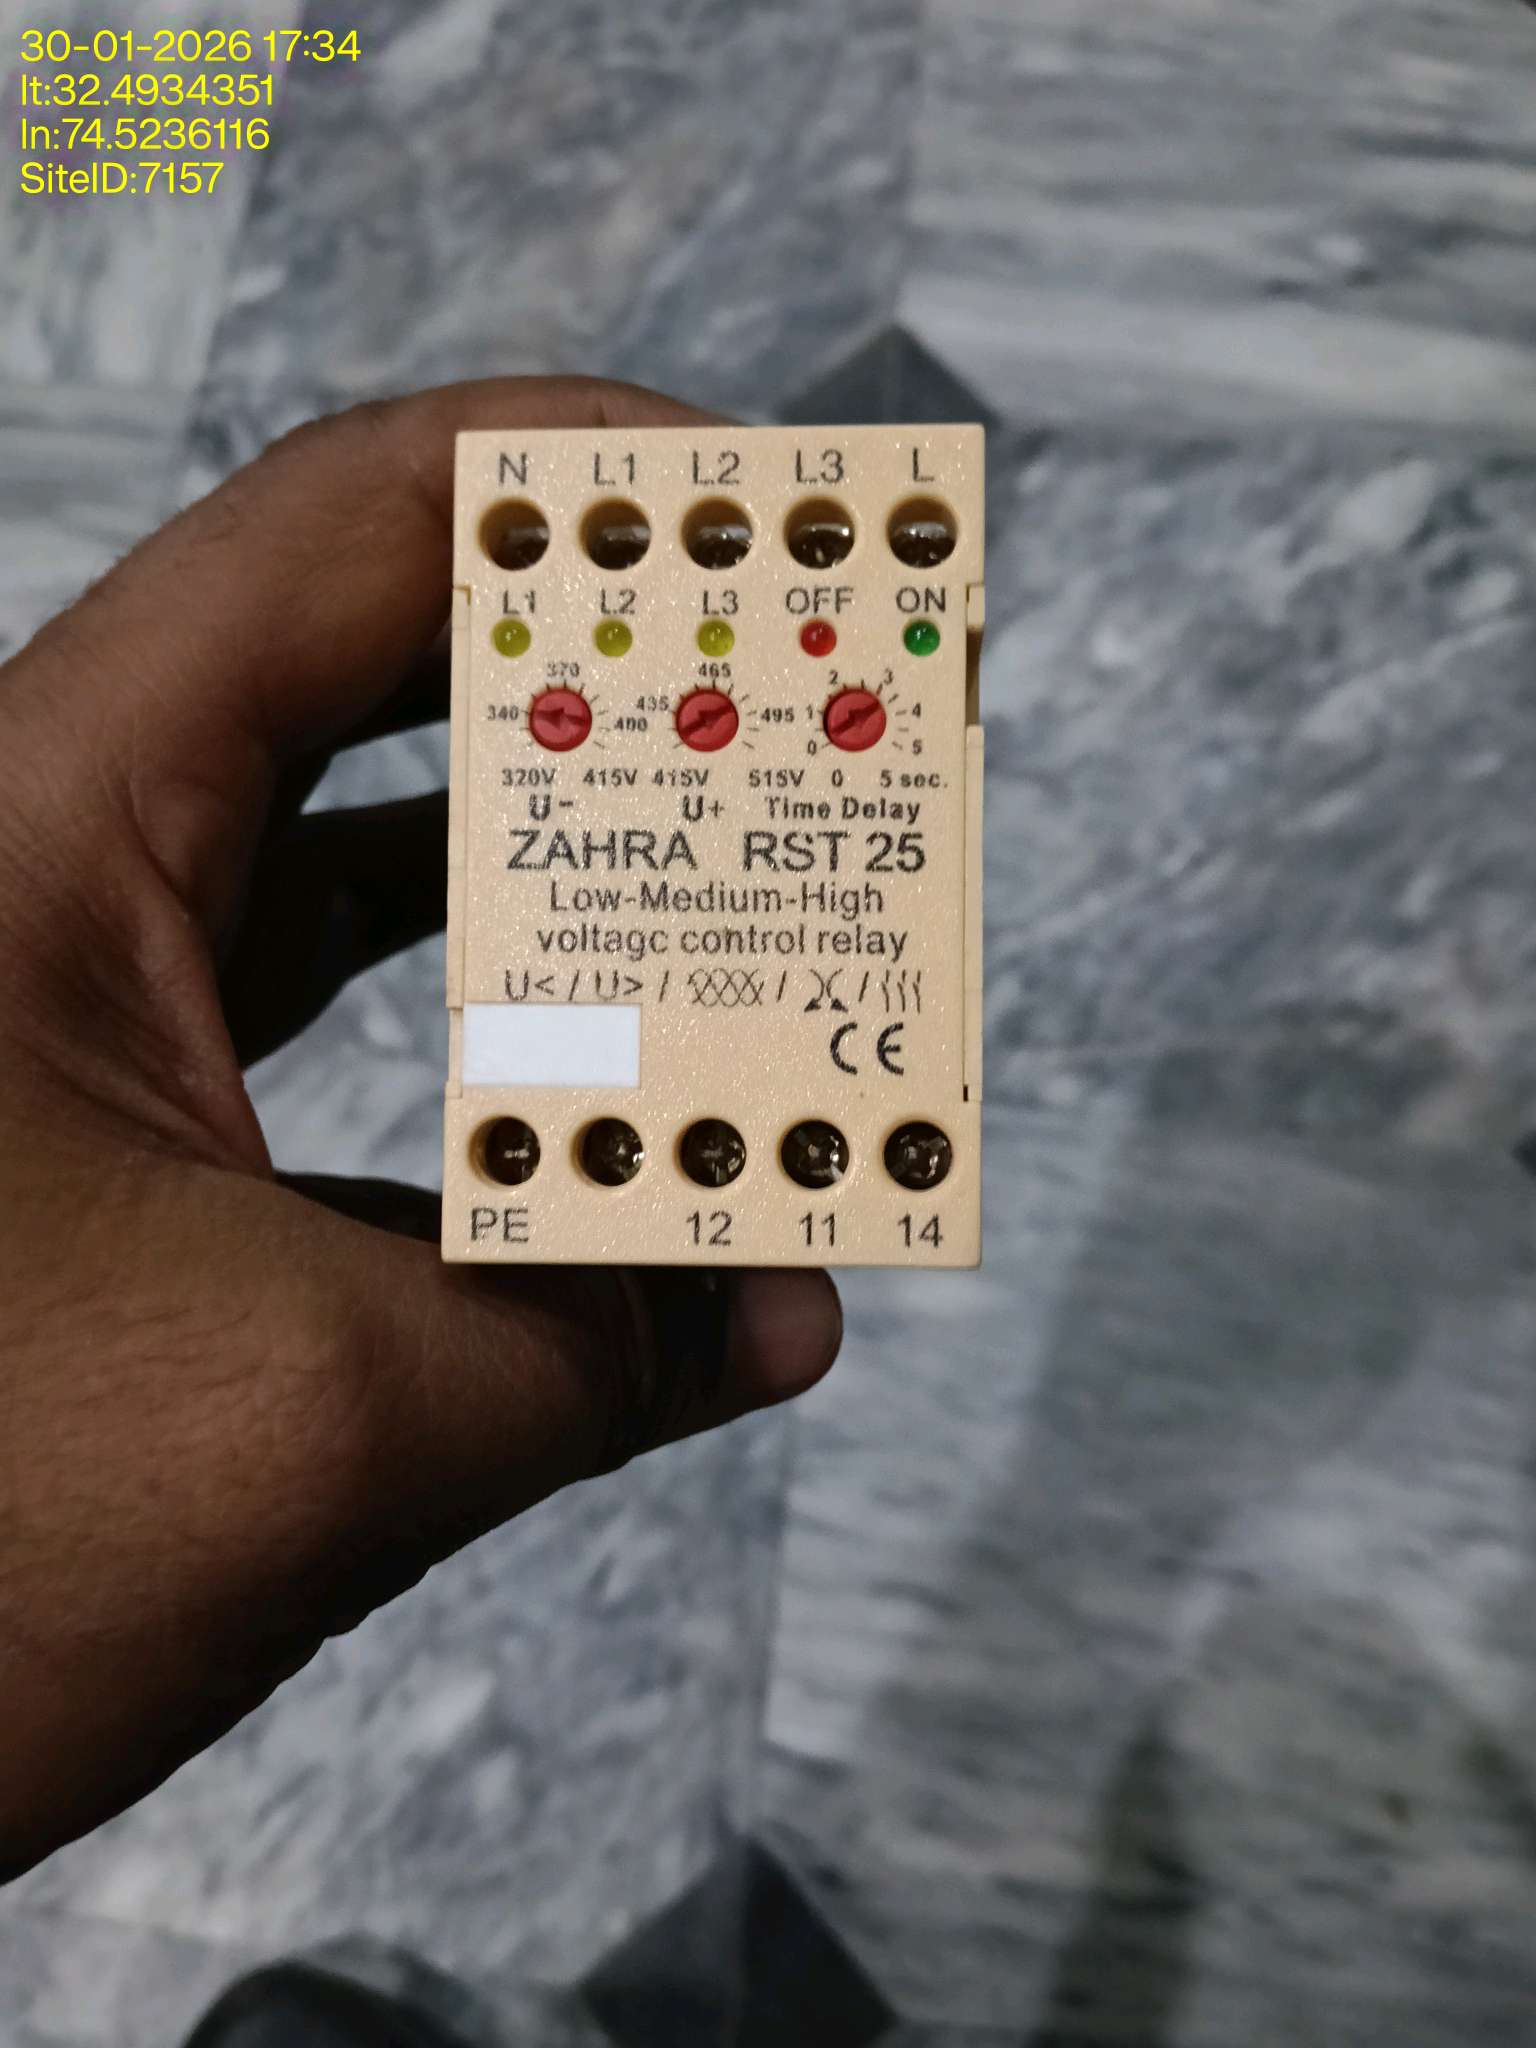 30-01-2026 17:34
lt:32.4934351
ln:74.5236116
SiteID:7157
N L1 L2 L3 L
L1 L2 L3 OFF ON
370 465 2 3
340 400 435 495 1 4
0 5
320V 415V 415V 515V 0 5 sec.
U- U+ Time Delay
ZAHRA RST 25
Low-Medium-High
voltagc control relay
U< / U> /
CE
PE 12 11 14